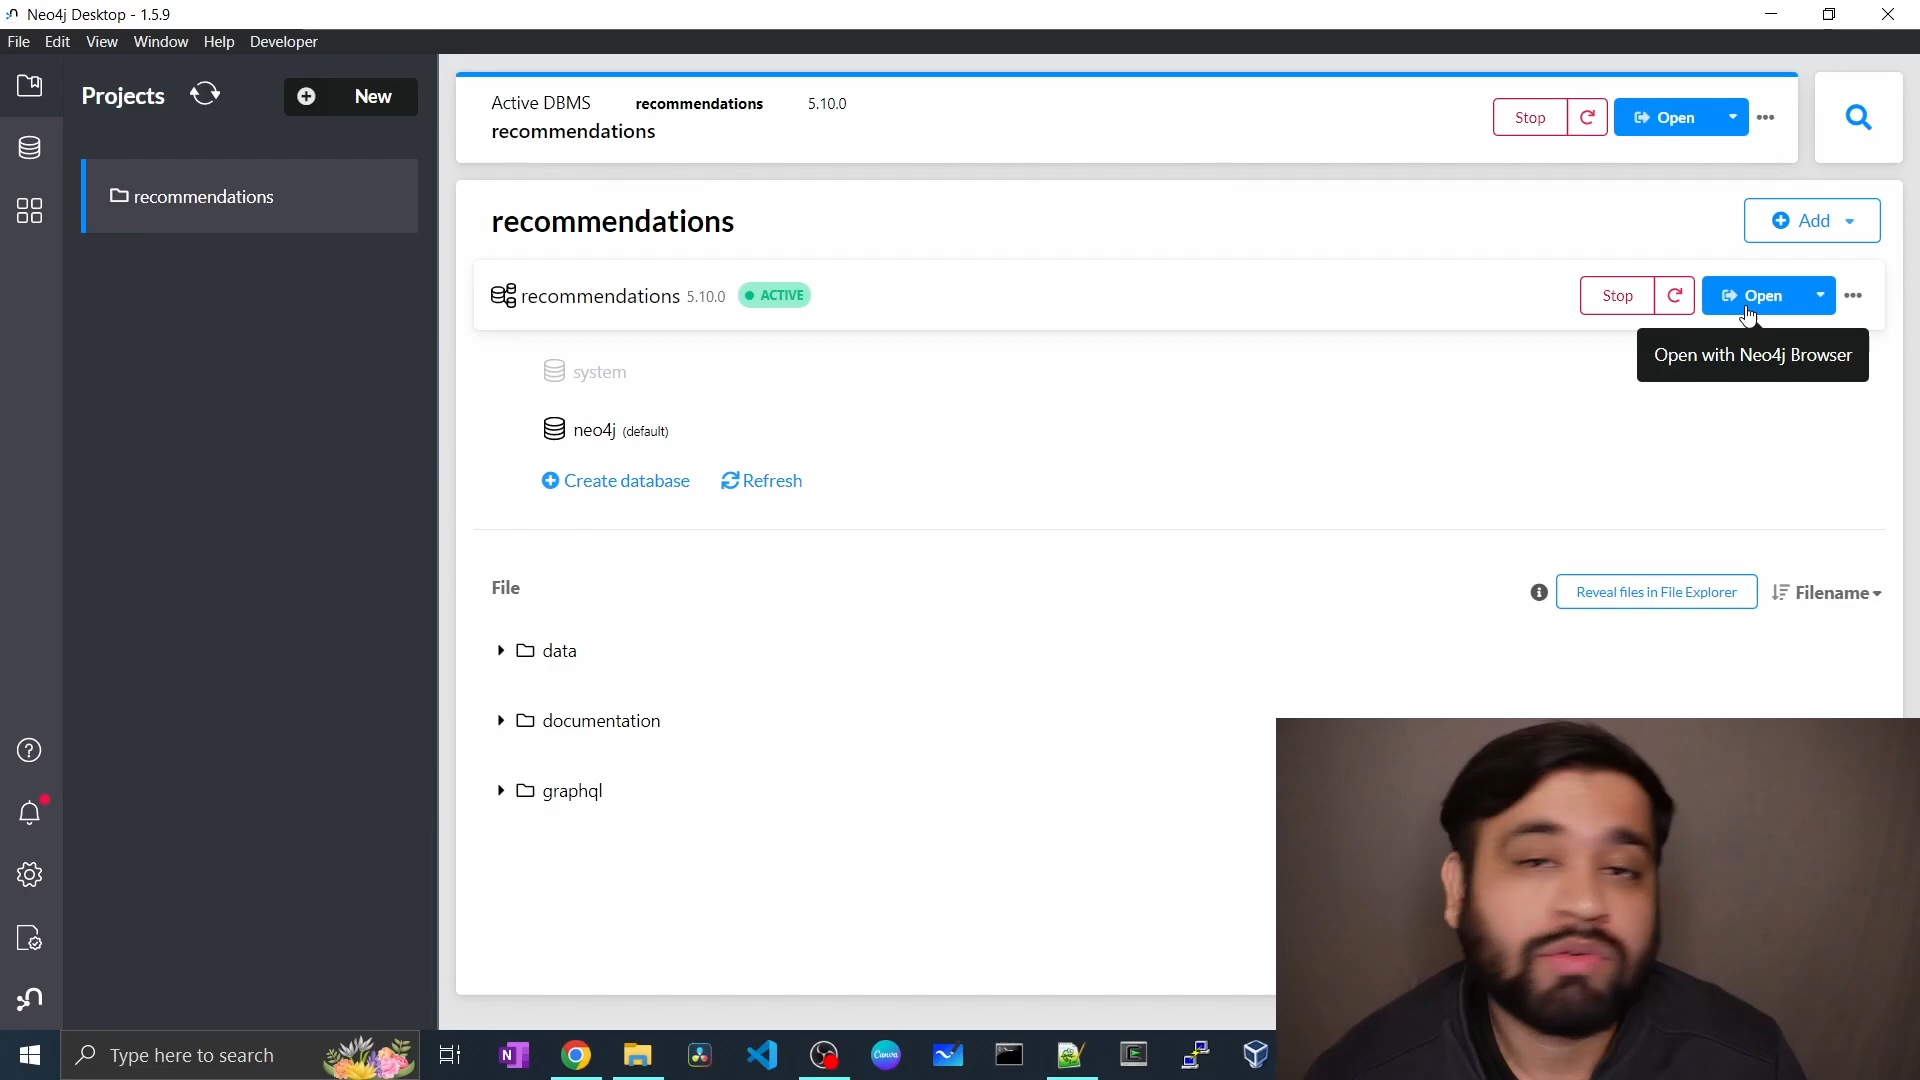 Neo4j Desktop - 1.5.9
File Edit View Window Help Developer
Projects
New
recommendations
Active DBMS recommendations 5.10.0
recommendations
Stop
Open
recommendations
Add
recommendations 5.10.0 ACTIVE
Stop
Open
Open with Neo4j Browser
system
neo4j (default)
Create database Refresh
File
Reveal files in File Explorer
Filename
data
documentation
graphql
Type here to search
N
Canva